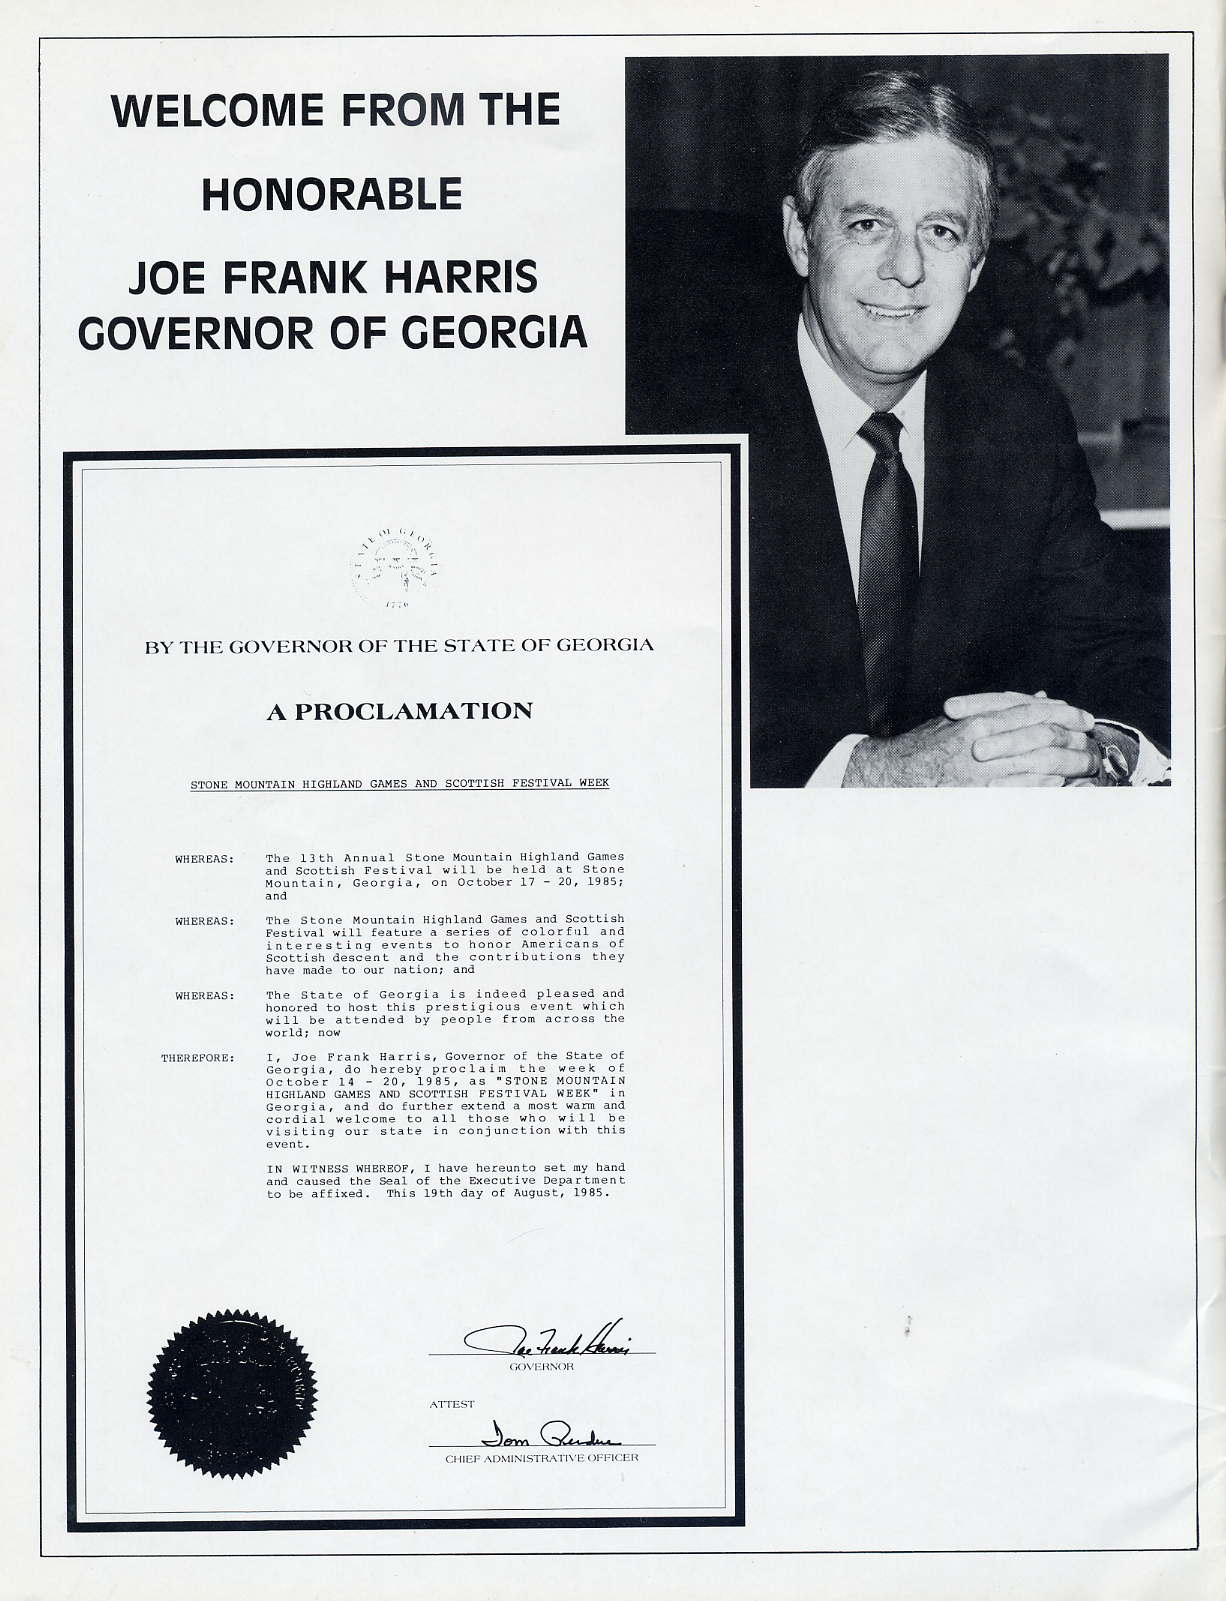 WELCOME FROM THE
HONORABLE
JOE FRANK HARRIS
GOVERNOR OF GEORGIA
STATE OF GEORGIA
1776
BY THE GOVERNOR OF THE STATE OF GEORGIA
A PROCLAMATION
STONE MOUNTAIN HIGHLAND GAMES AND SCOTTISH FESTIVAL WEEK
WHEREAS: The 13th Annual Stone Mountain Highland Games
and Scottish Festival will be held at Stone
Mountain, Georgia, on October 17 - 20, 1985;
and
WHEREAS: The Stone Mountain Highland Games and Scottish
Festival will feature a series of colorful and
interesting events to honor Americans of
Scottish descent and the contributions they
have made to our nation; and
WHEREAS: The State of Georgia is indeed pleased and
honored to host this prestigious event which
will be attended by people from across the
world; now
THEREFORE: I, Joe Frank Harris, Governor of the State of
Georgia, do hereby proclaim the week of
October 14 - 20, 1985, as "STONE MOUNTAIN
HIGHLAND GAMES AND SCOTTISH FESTIVAL WEEK" in
Georgia, and do further extend a most warm and
cordial welcome to all those who will be
visiting our state in conjunction with this
event.
IN WITNESS WHEREOF, I have hereunto set my hand
and caused the Seal of the Executive Department
to be affixed. This 19th day of August, 1985.
Joe Frank Harris
GOVERNOR
ATTEST
Tom Perdue
CHIEF ADMINISTRATIVE OFFICER